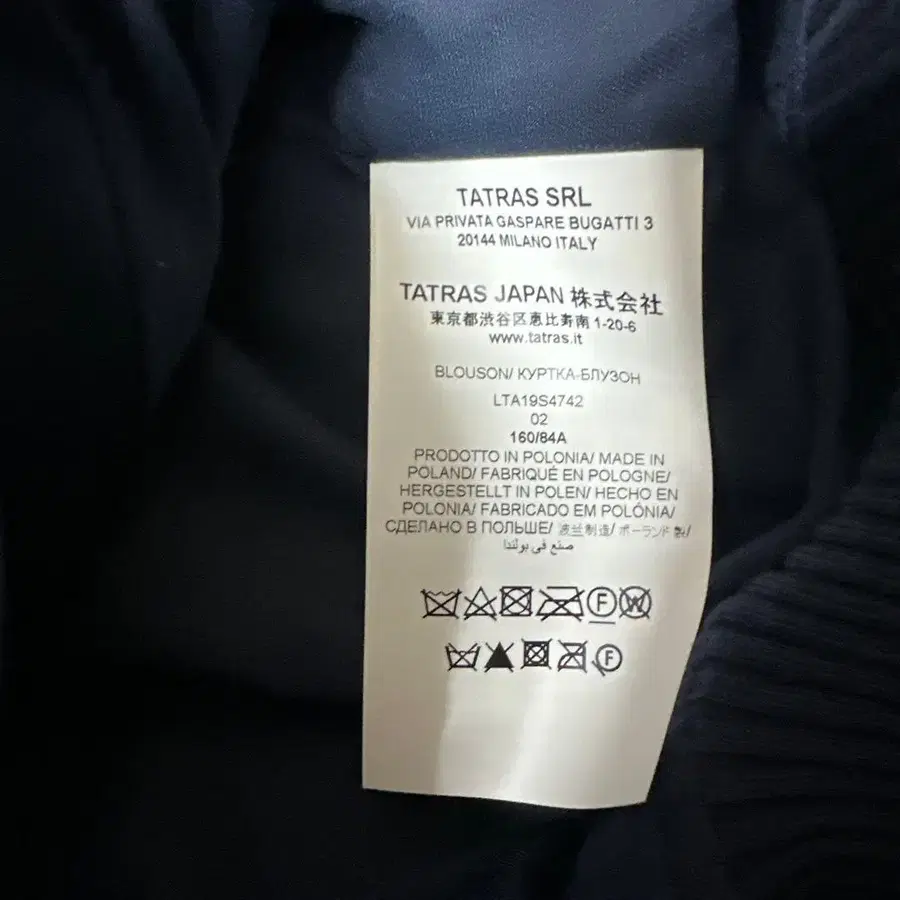 TATRAS SRL
VIA PRIVATA GASPARE BUGATTI 3
20144 MILANO ITALY
TATRAS JAPAN 株式会社
東京都渋谷区恵比寿南 1-20-6
www.tatras.it
BLOUSON/ КУРТКА-БЛУЗОН
LTA19S4742
02
160/84A
PRODOTTO IN POLONIA/ MADE IN
POLAND/ FABRIQUÉ EN POLOGNE/
HERGESTELLT IN POLEN/ HECHO EN
POLONIA/ FABRICADO EM POLÓNIA/
СДЕЛАНО В ПОЛЬШЕ/ 波兰制造/ ポーランド製/
صنع في بولندا
F W
F